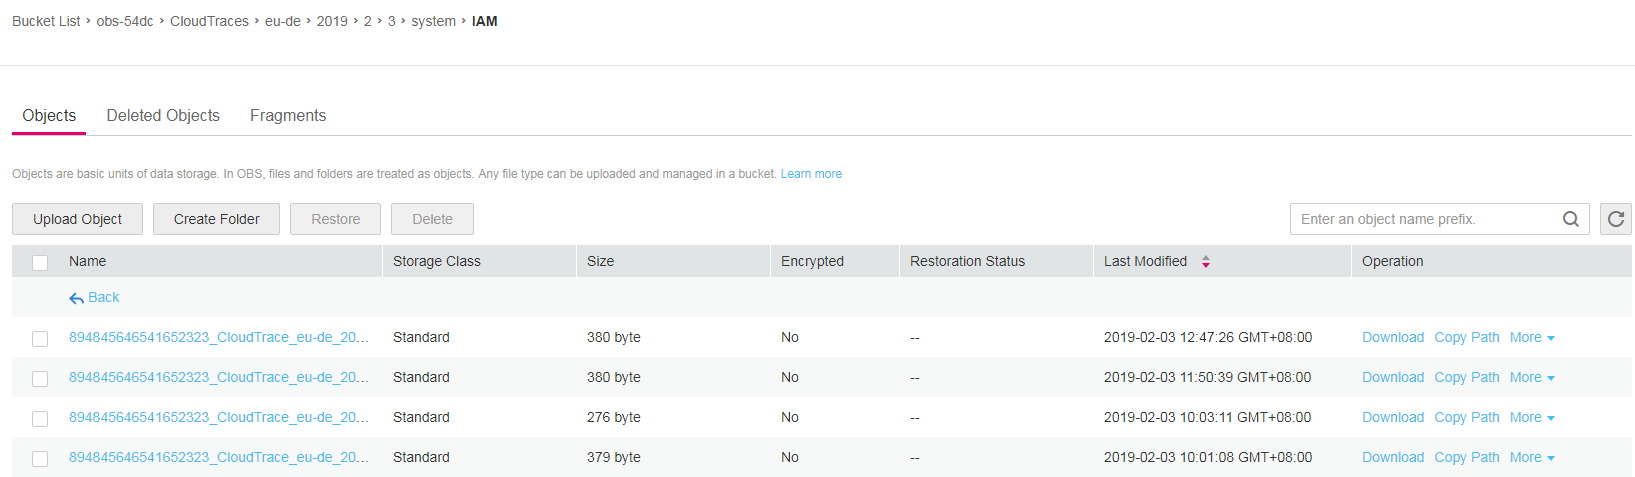 Bucket List › obs-54dc › CloudTraces › eu-de › 2019 › 2 › 3 › system › IAM
Objects Deleted Objects Fragments
Objects are basic units of data storage. In OBS, files and folders are treated as objects. Any file type can be uploaded and managed in a bucket. Learn more
Upload Object Create Folder Restore Delete Enter an object name prefix.
Name Storage Class Size Encrypted Restoration Status Last Modified Operation
Back
894845646541652323_CloudTrace_eu-de_20... Standard 380 byte No -- 2019-02-03 12:47:26 GMT+08:00 Download Copy Path More
894845646541652323_CloudTrace_eu-de_20... Standard 380 byte No -- 2019-02-03 11:50:39 GMT+08:00 Download Copy Path More
894845646541652323_CloudTrace_eu-de_20... Standard 276 byte No -- 2019-02-03 10:03:11 GMT+08:00 Download Copy Path More
894845646541652323_CloudTrace_eu-de_20... Standard 379 byte No -- 2019-02-03 10:01:08 GMT+08:00 Download Copy Path More